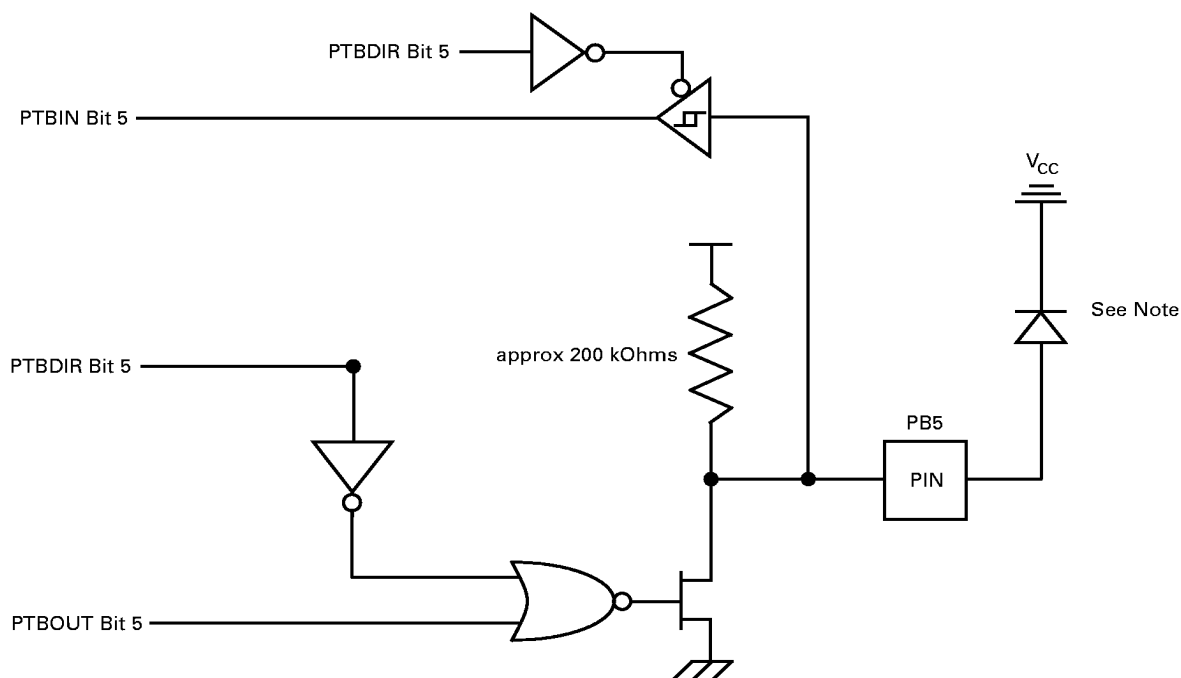 PTBDIR Bit 5
PTBIN Bit 5
VCC
See Note
approx 200 kOhms
PTBDIR Bit 5
PB5
PIN
PTBOUT Bit 5